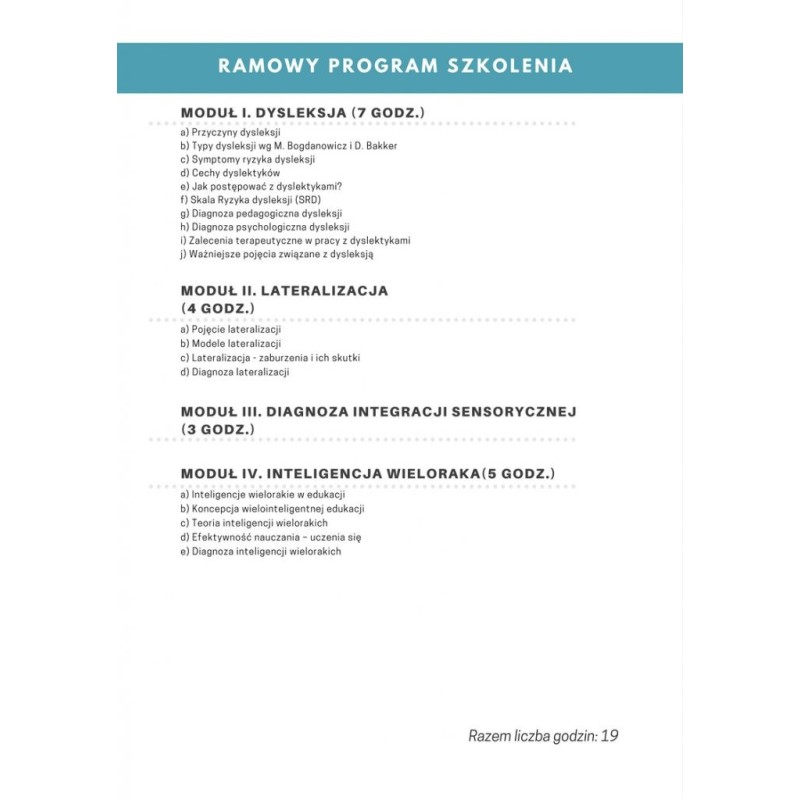 RAMOWY PROGRAM SZKOLENIA
MODUŁ I. DYSLEKSJA (7 GODZ.)
a) Przyczyny dysleksji
b) Typy dysleksji wg M. Bogdanowicz i D. Bakker
c) Symptomy ryzyka dysleksji
d) Cechy dyslektyków
e) Jak postępować z dyslektykami?
f) Skala Ryzyka dysleksji (SRD)
g) Diagnoza pedagogiczna dysleksji
h) Diagnoza psychologiczna dysleksji
i) Zalecenia terapeutyczne w pracy z dyslektykami
j) Ważniejsze pojęcia związane z dysleksją
MODUŁ II. LATERALIZACJA
(4 GODZ.)
a) Pojęcie lateralizacji
b) Modele lateralizacji
c) Lateralizacja - zaburzenia i ich skutki
d) Diagnoza lateralizacji
MODUŁ III. DIAGNOZA INTEGRACJI SENSORYCZNEJ
(3 GODZ.)
MODUŁ IV. INTELIGENCJA WIELORAKA(5 GODZ.)
a) Inteligencje wielorakie w edukacji
b) Koncepcja wielointeligentnej edukacji
c) Teoria inteligencji wielorakich
d) Efektywność nauczania – uczenia się
e) Diagnoza inteligencji wielorakich
Razem liczba godzin: 19